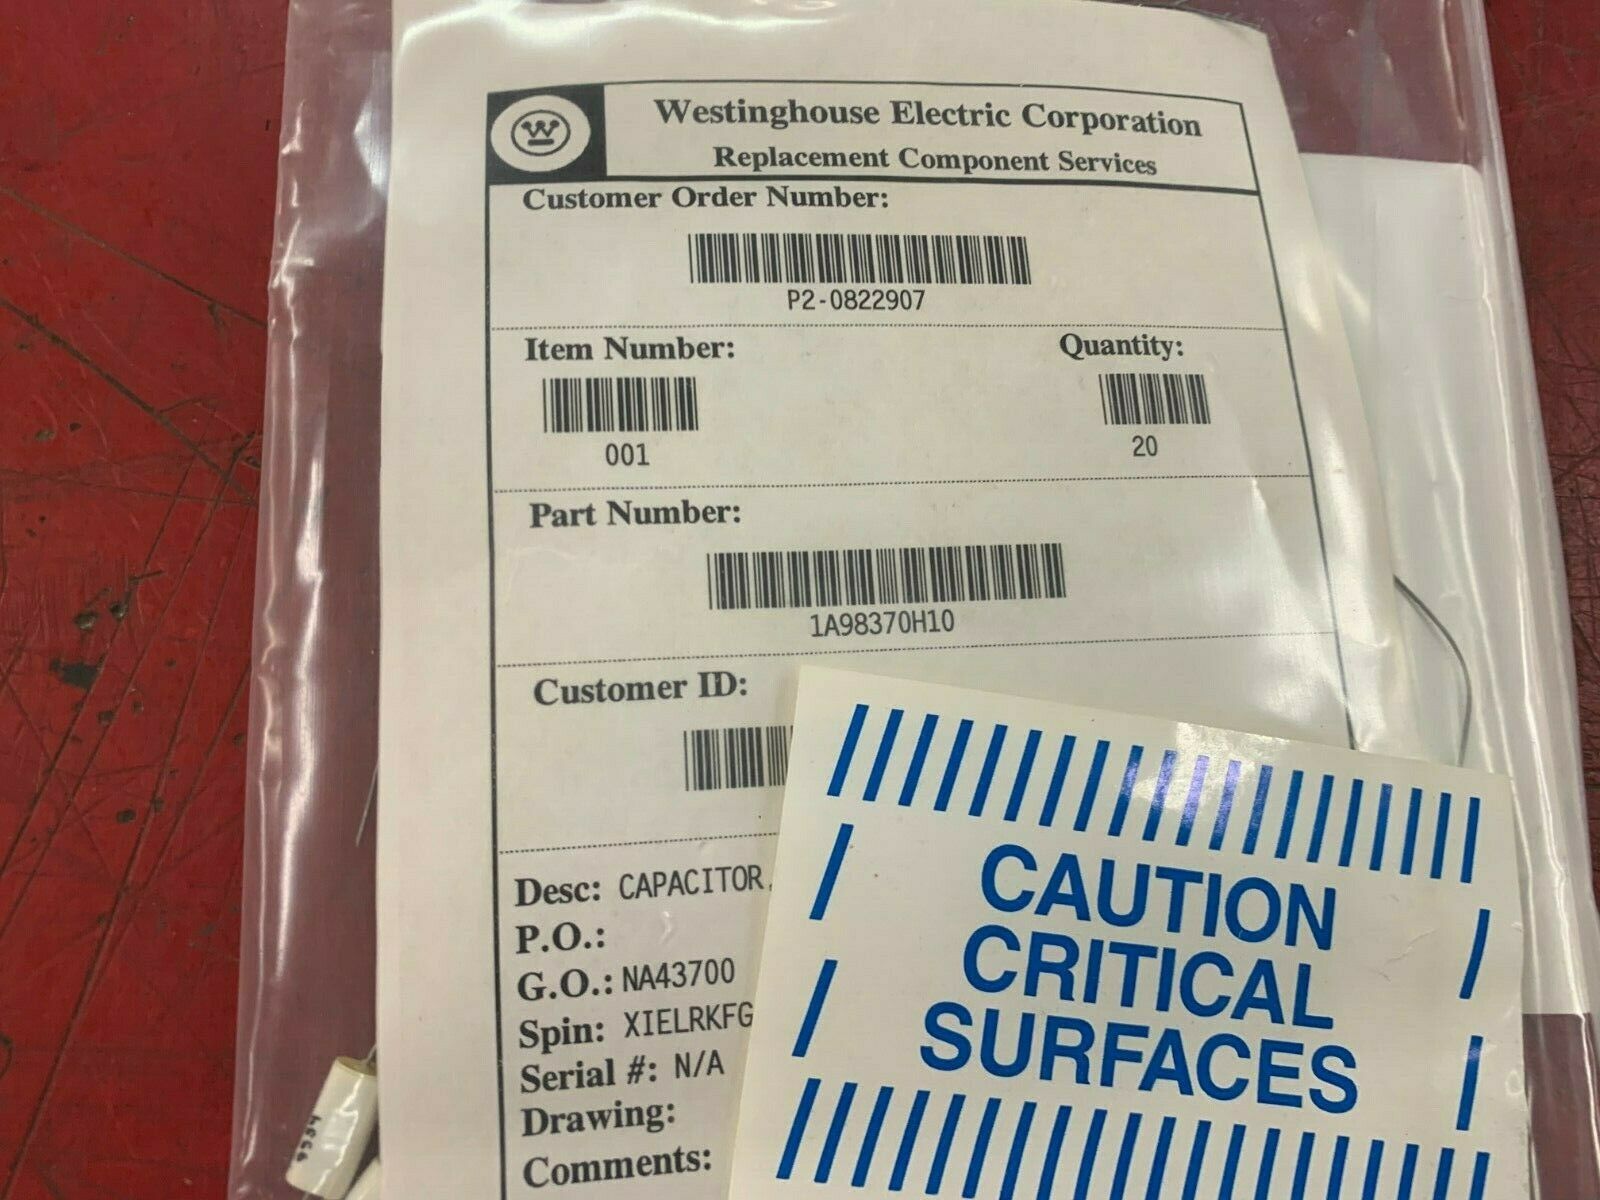 W
Westinghouse Electric Corporation
Replacement Component Services
Customer Order Number:
P2-0822907
Item Number:
Quantity:
001
20
Part Number:
1A98370H10
Customer ID:
Desc: CAPACITOR,
P.O.:
G.O.: NA43700
Spin: XIELRKFG
Serial #: N/A
Drawing:
Comments:
CAUTION
CRITICAL
SURFACES
9534